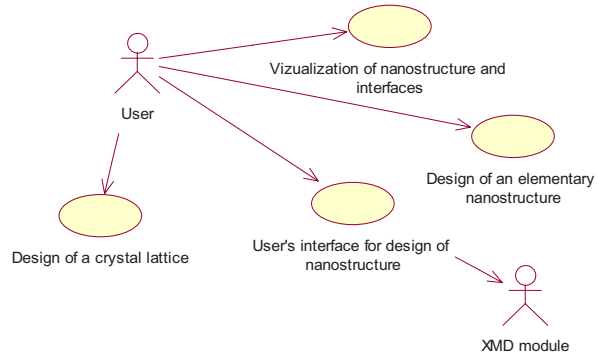 Vizualization of nanostructure and
interfaces
User
Design of an elementary
nanostructure
Design of a crystal lattice
User's interface for design of
nanostructure
XMD module